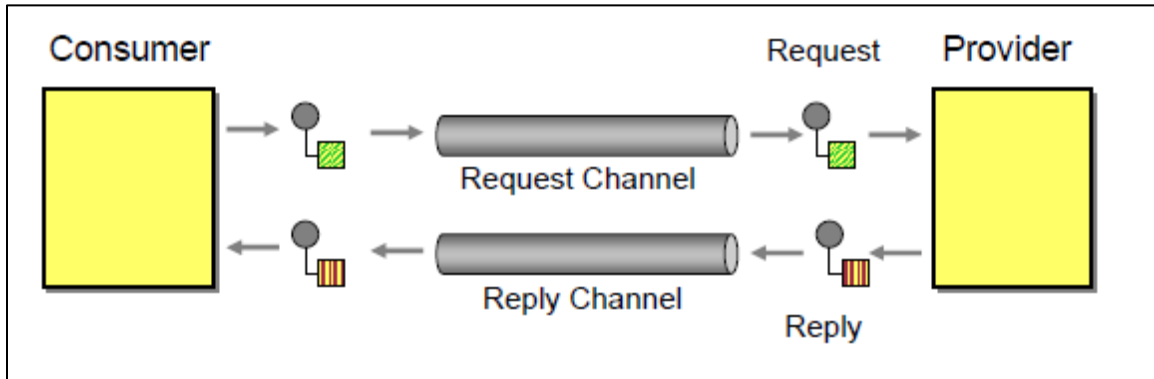 Consumer
Request
Provider
Request Channel
Reply Channel
Reply